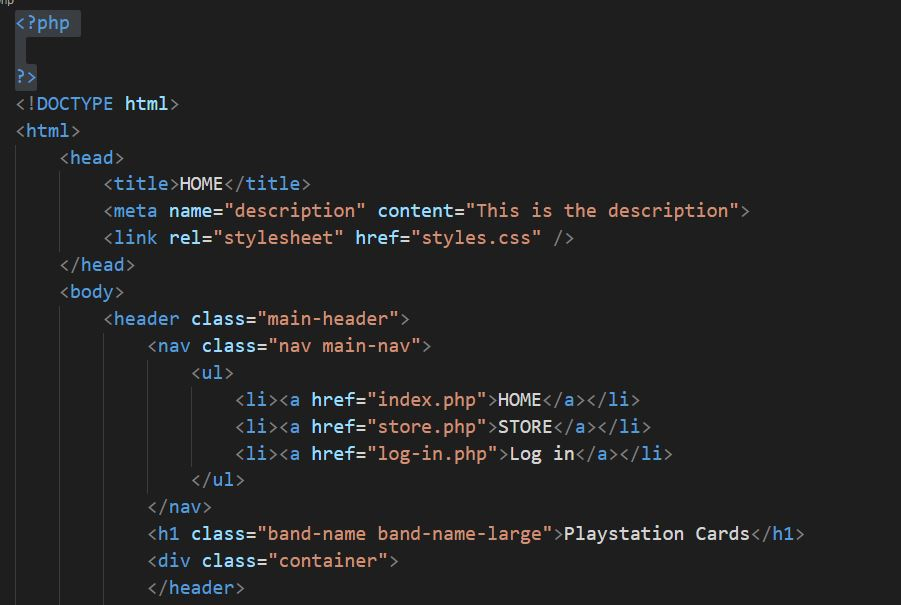 <?php
?>
<!DOCTYPE html>
<html>
    <head>
        <title>HOME</title>
        <meta name="description" content="This is the description">
        <link rel="stylesheet" href="styles.css" />
    </head>
    <body>
        <header class="main-header">
            <nav class="nav main-nav">
                <ul>
                    <li><a href="index.php">HOME</a></li>
                    <li><a href="store.php">STORE</a></li>
                    <li><a href="log-in.php">Log in</a></li>
                </ul>
            </nav>
            <h1 class="band-name band-name-large">Playstation Cards</h1>
            <div class="container">
            </header>